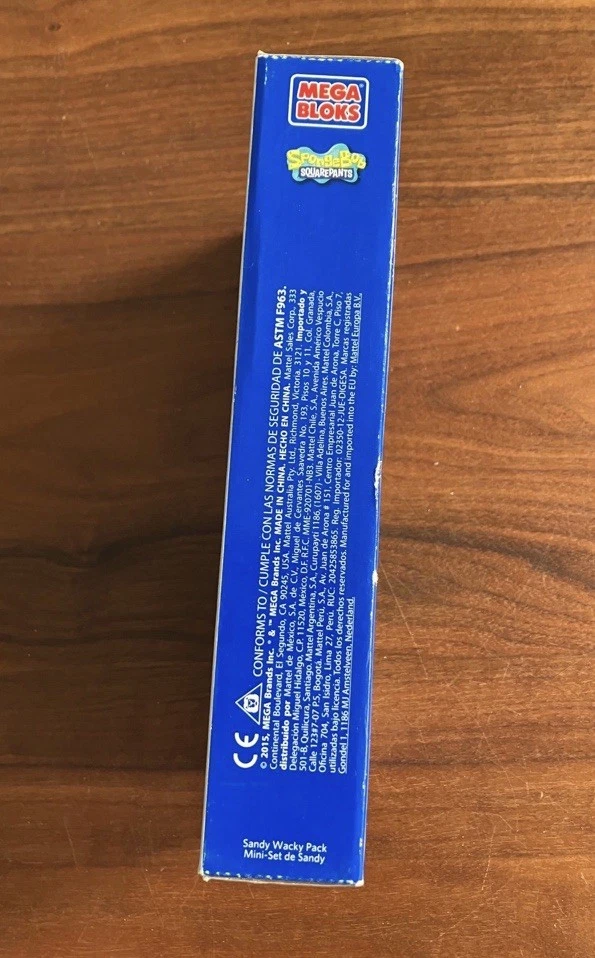 MEGA
BLOKS
SpongeBob
SQUAREPANTS
CE CONFORMS TO / CUMPLE CON LAS NORMAS DE SEGURIDAD DE ASTM F963.
© 2015, MEGA Brands Inc. ® & ™ MEGA Brands Inc. MADE IN CHINA. HECHO EN CHINA. Mattel Sales Corp., 333
Continental Boulevard, El Segundo, CA 90245, USA. Mattel Australia Pty. Ltd., Richmond, Victoria. 3121. Importado y
distribuido por Mattel de México, S.A. de C.V., Miguel de Cervantes Saavedra No. 193, Pisos 10 y 11, Col. Granada,
Delegación Miguel Hidalgo, C.P. 11520, México, D.F. R.F.C. MME-920701-NB3. Mattel Chile, S.A., Avenida Américo Vespucio
501-B, Quilicura, Santiago. Mattel Argentina, S.A., Curupaytí 1186, (1607) - Villa Adelina, Buenos Aires. Mattel Colombia, S.A.,
Calle 123#7-07 P.5, Bogotá. Mattel Perú, S.A., Av. Juan de Arona # 151, Centro Empresarial Juan de Arona, Torre C, Piso 7,
Oficina 704, San Isidro, Lima 27, Perú. RUC: 20425853865. Reg. Importador: 02350-12-JUE-DIGESA. Marcas registradas
utilizadas bajo licencia. Todos los derechos reservados. Manufactured for and imported into the EU by: Mattel Europa B.V.,
Gondel 1, 1186 MJ Amstelveen, Nederland.
Sandy Wacky Pack
Mini-Set de Sandy